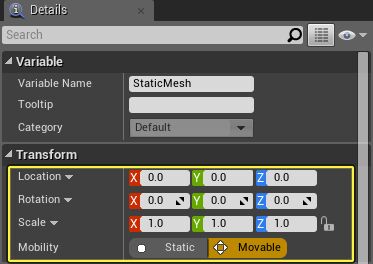 Details
Search
Variable
Variable Name StaticMesh
Tooltip
Category Default
Transform
Location X 0.0 Y 0.0 Z 0.0
Rotation X 0.0 Y 0.0 Z 0.0
Scale X 1.0 Y 1.0 Z 1.0
Mobility Static Movable